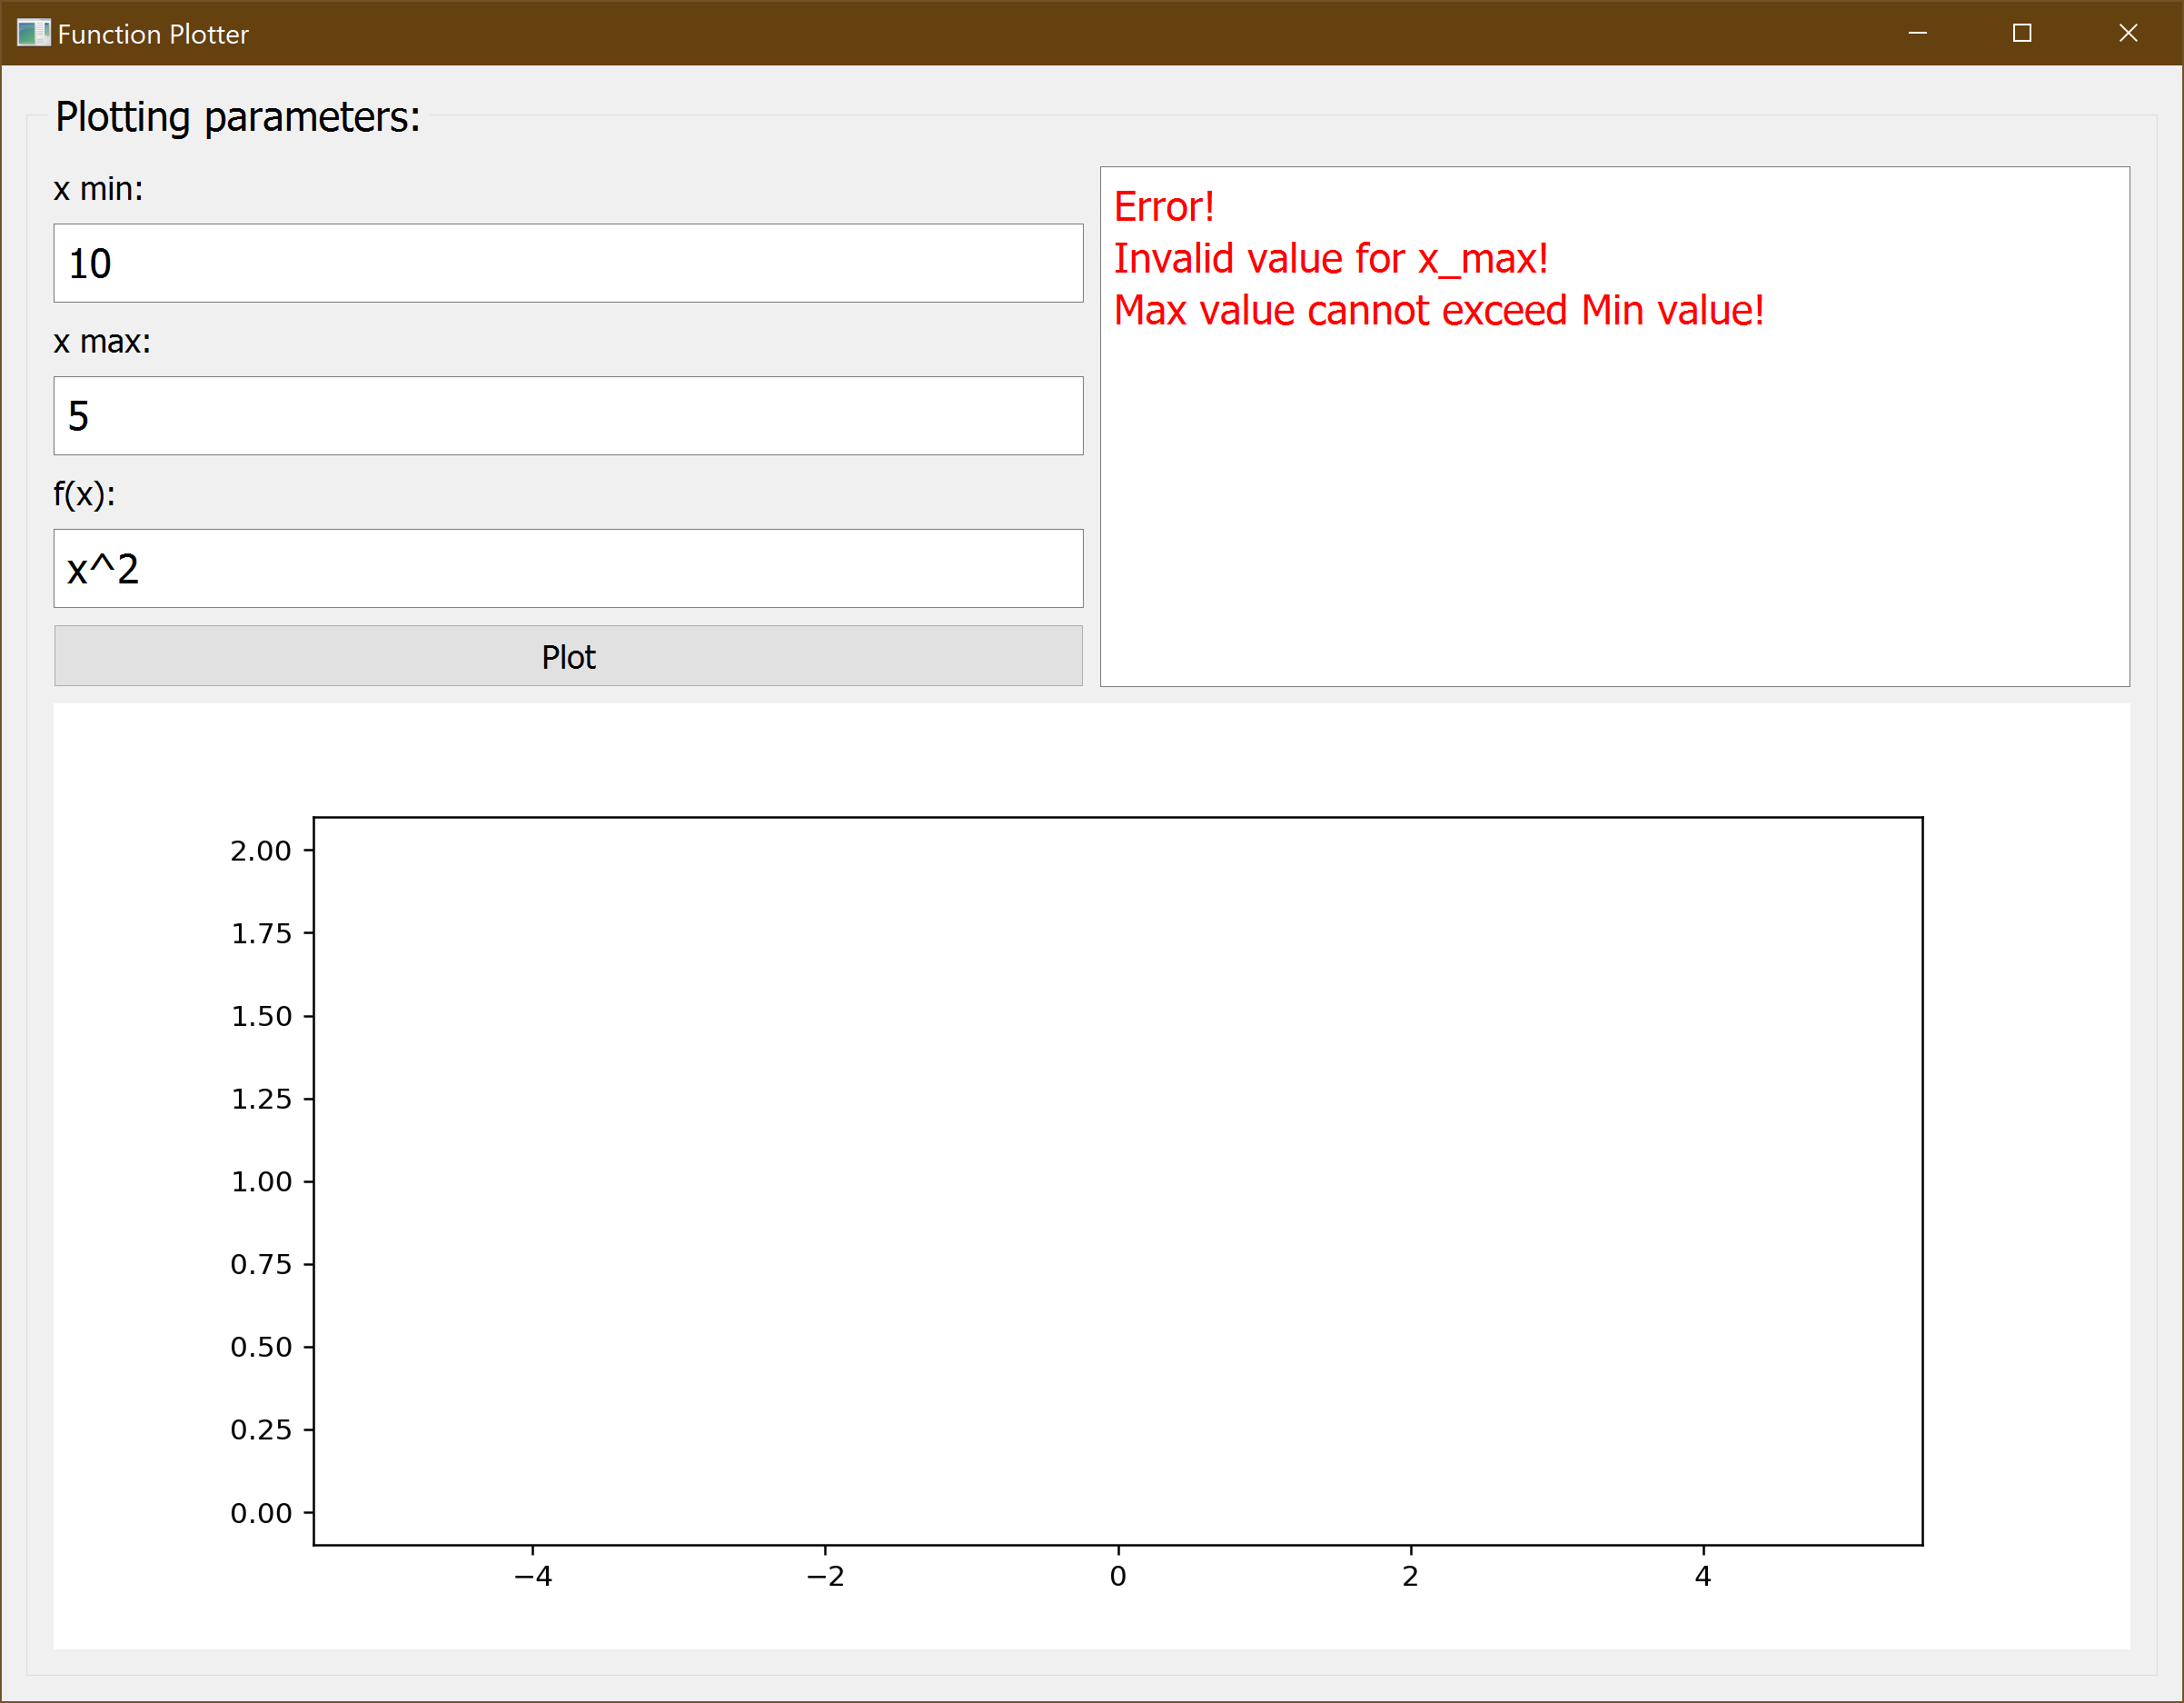 Function Plotter
Plotting parameters:
x min:
10
x max:
5
f(x):
x^2
Plot
Error!
Invalid value for x_max!
Max value cannot exceed Min value!
2.00
1.75
1.50
1.25
1.00
0.75
0.50
0.25
0.00
−4 −2 0 2 4